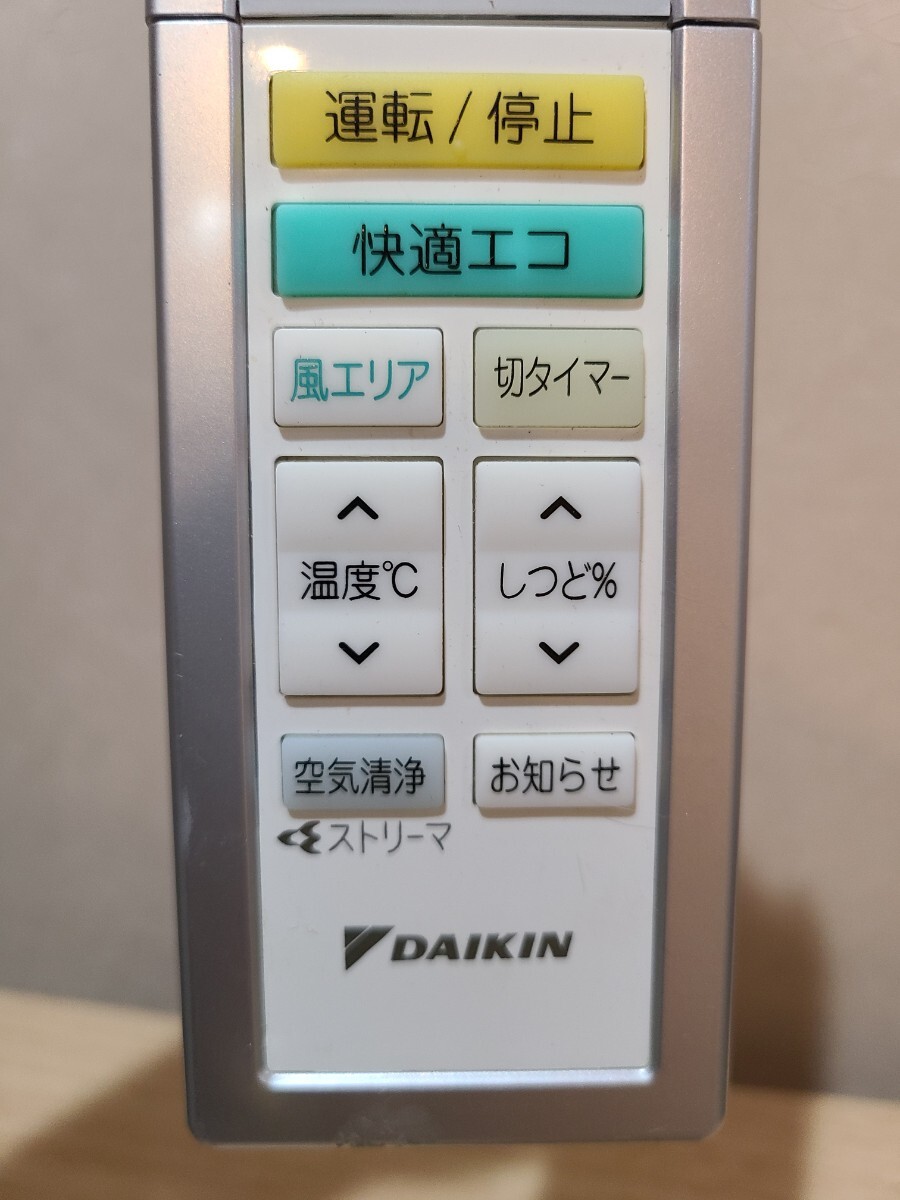 運転/停止
快適エコ
風エリア 切タイマー
温度℃ しつど%
空気清浄 お知らせ
ストリーマ
DAIKIN